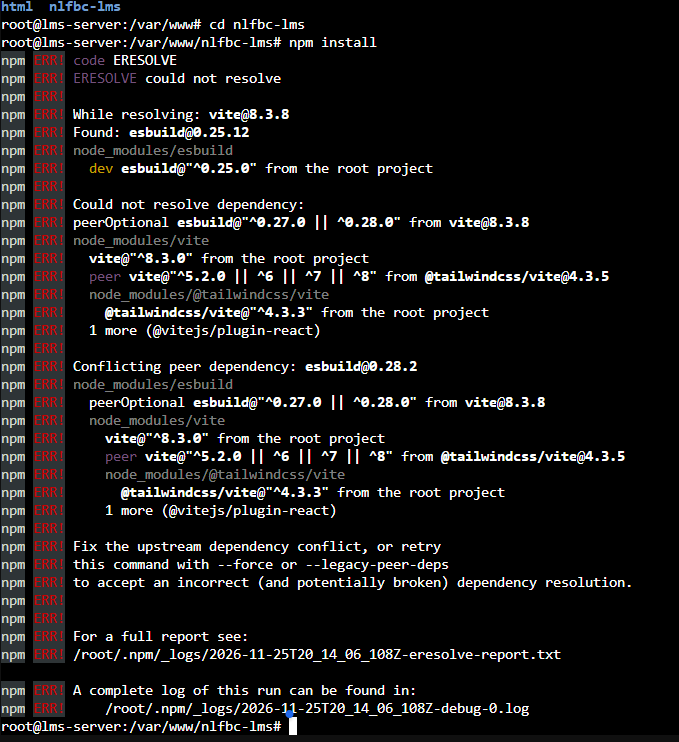 html  nlfbc-lms
root@lms-server:/var/www# cd nlfbc-lms
root@lms-server:/var/www/nlfbc-lms# npm install
npm ERR! code ERESOLVE
npm ERR! ERESOLVE could not resolve
npm ERR!
npm ERR! While resolving: vite@8.3.8
npm ERR! Found: esbuild@0.25.12
npm ERR! node_modules/esbuild
npm ERR!   dev esbuild@"^0.25.0" from the root project
npm ERR!
npm ERR! Could not resolve dependency:
npm ERR! peerOptional esbuild@"^0.27.0 || ^0.28.0" from vite@8.3.8
npm ERR! node_modules/vite
npm ERR!   vite@"^8.3.0" from the root project
npm ERR!   peer vite@"^5.2.0 || ^6 || ^7 || ^8" from @tailwindcss/vite@4.3.5
npm ERR!   node_modules/@tailwindcss/vite
npm ERR!     @tailwindcss/vite@"^4.3.3" from the root project
npm ERR!   1 more (@vitejs/plugin-react)
npm ERR!
npm ERR! Conflicting peer dependency: esbuild@0.28.2
npm ERR! node_modules/esbuild
npm ERR!   peerOptional esbuild@"^0.27.0 || ^0.28.0" from vite@8.3.8
npm ERR!   node_modules/vite
npm ERR!     vite@"^8.3.0" from the root project
npm ERR!     peer vite@"^5.2.0 || ^6 || ^7 || ^8" from @tailwindcss/vite@4.3.5
npm ERR!     node_modules/@tailwindcss/vite
npm ERR!       @tailwindcss/vite@"^4.3.3" from the root project
npm ERR!     1 more (@vitejs/plugin-react)
npm ERR!
npm ERR! Fix the upstream dependency conflict, or retry
npm ERR! this command with --force or --legacy-peer-deps
npm ERR! to accept an incorrect (and potentially broken) dependency resolution.
npm ERR!
npm ERR!
npm ERR! For a full report see:
npm ERR! /root/.npm/_logs/2026-11-25T20_14_06_108Z-eresolve-report.txt

npm ERR! A complete log of this run can be found in:
npm ERR!     /root/.npm/_logs/2026-11-25T20_14_06_108Z-debug-0.log
root@lms-server:/var/www/nlfbc-lms#